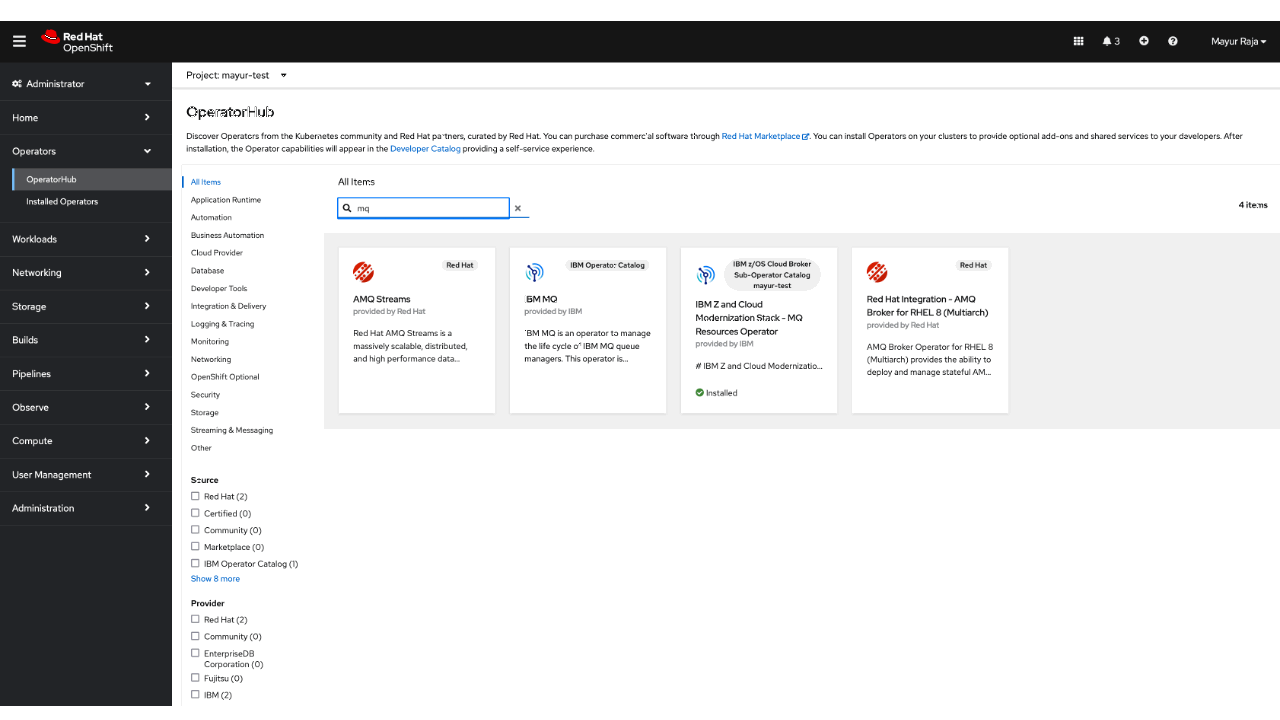 Red Hat
OpenShift
3
Mayur Raja
Administrator
Home
Operators
OperatorHub
Installed Operators
Workloads
Networking
Storage
Builds
Pipelines
Observe
Compute
User Management
Administration
Project: mayur-test
OperatorHub
Discover Operators from the Kubernetes community and Red Hat partners, curated by Red Hat. You can purchase commercial software through Red Hat Marketplace. You can install Operators on your clusters to provide optional add-ons and shared services to your developers. After
installation, the Operator capabilities will appear in the Developer Catalog providing a self-service experience.
All Items
Application Runtime
Automation
Business Automation
Cloud Provider
Database
Developer Tools
Integration & Delivery
Logging & Tracing
Monitoring
Networking
OpenShift Optional
Security
Storage
Streaming & Messaging
Other
Source
Red Hat (2)
Certified (0)
Community (0)
Marketplace (0)
IBM Operator Catalog (1)
Show 8 more
Provider
Red Hat (2)
Community (0)
EnterpriseDB
Corporation (0)
Fujitsu (0)
IBM (2)
All Items
mq
4 items
Red Hat
AMQ Streams
provided by Red Hat
Red Hat AMQ Streams is a
massively scalable, distributed,
and high performance data...
IBM Operator Catalog
IBM MQ
provided by IBM
IBM MQ is an operator to manage
the life cycle of IBM MQ queue
managers. This operator is...
IBM z/OS Cloud Broker
Sub-Operator Catalog
mayur-test
IBM Z and Cloud
Modernization Stack - MQ
Resources Operator
provided by IBM
# IBM Z and Cloud Modernizatio...
Installed
Red Hat
Red Hat Integration - AMQ
Broker for RHEL 8 (Multiarch)
provided by Red Hat
AMQ Broker Operator for RHEL 8
(Multiarch) provides the ability to
deploy and manage stateful AM...